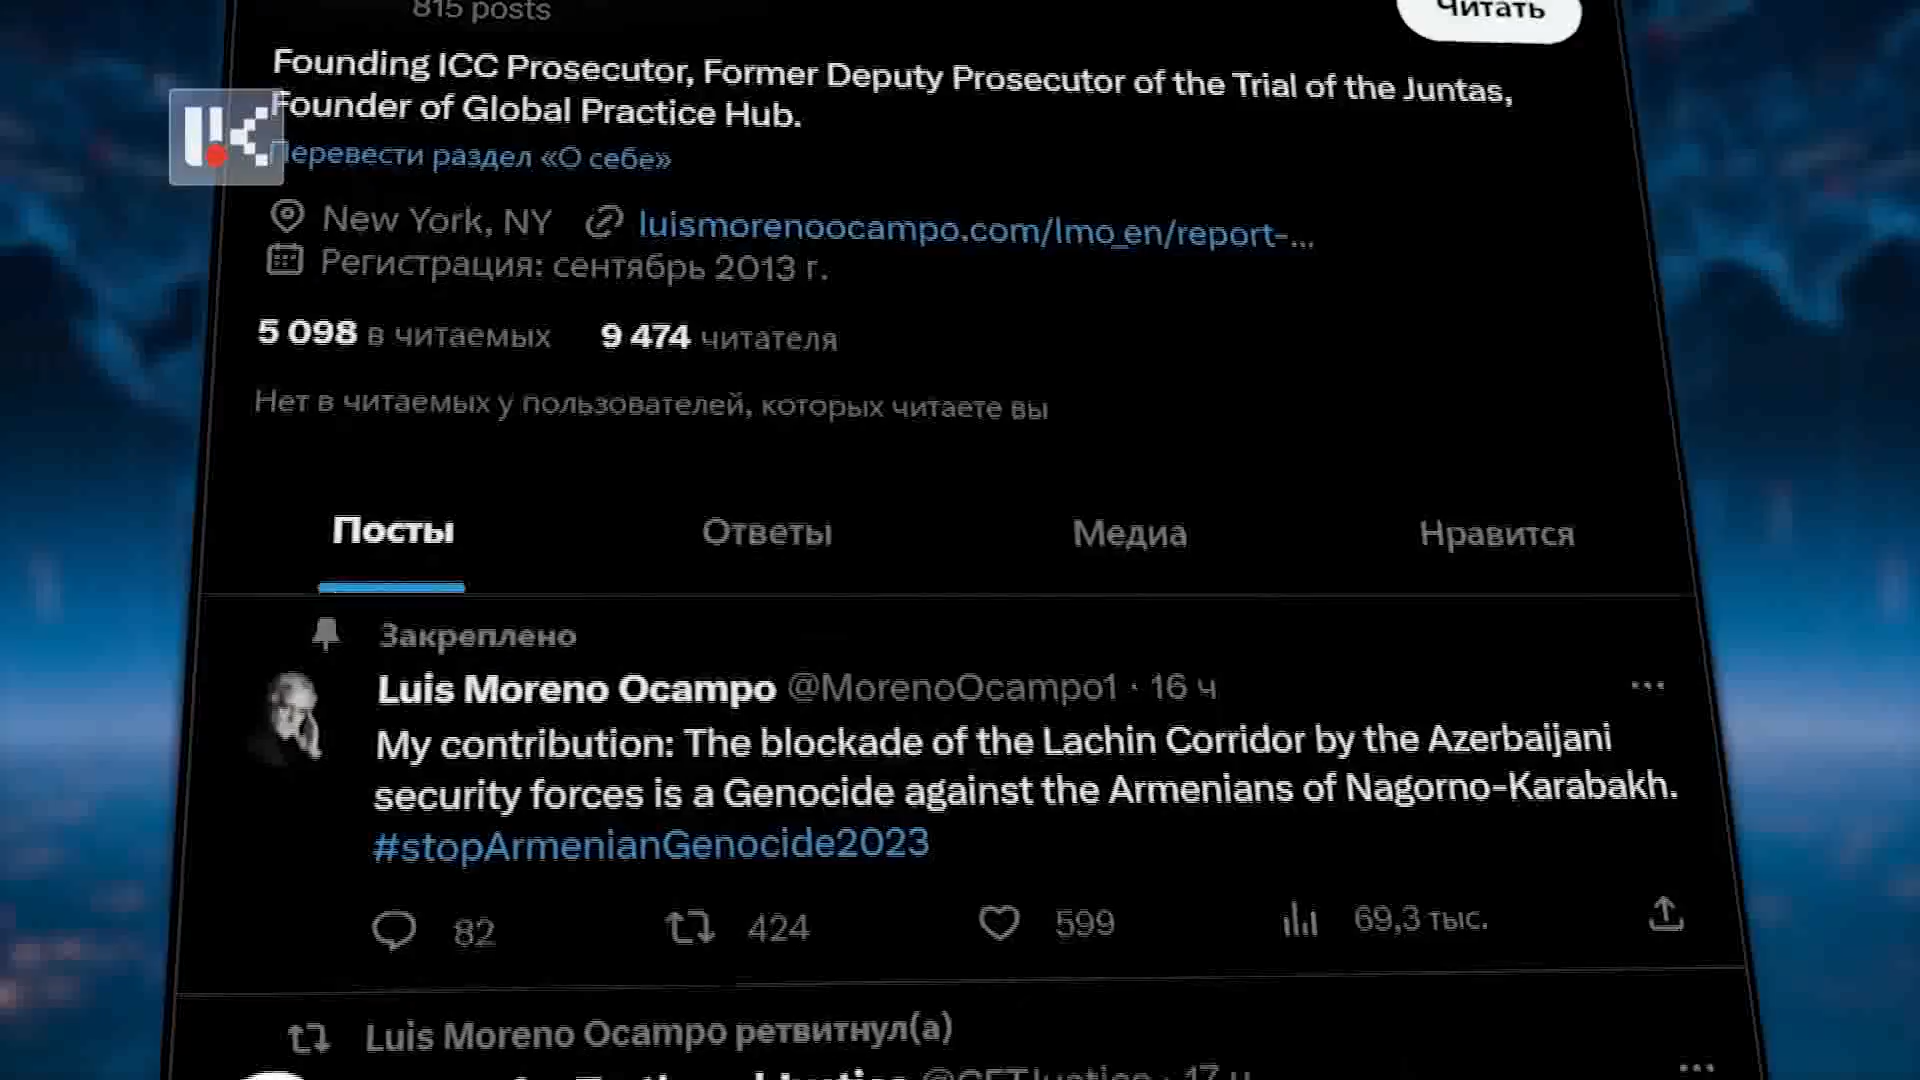 815 posts
Читать
Founding ICC Prosecutor, Former Deputy Prosecutor of the Trial of the Juntas,
Founder of Global Practice Hub.
Перевести раздел «О себе»
New York, NY luismorenoocampo.com/lmo_en/report-...
Регистрация: сентябрь 2013 г.
5 098 в читаемых 9 474 читателя
Нет в читаемых у пользователей, которых читаете вы
Посты Ответы Медиа Нравится
Закреплено
Luis Moreno Ocampo @MorenoOcampo1 · 16 ч
My contribution: The blockade of the Lachin Corridor by the Azerbaijani
security forces is a Genocide against the Armenians of Nagorno-Karabakh.
#stopArmenianGenocide2023
82 424 599 69,3 тыс.
Luis Moreno Ocampo ретвитнул(а)